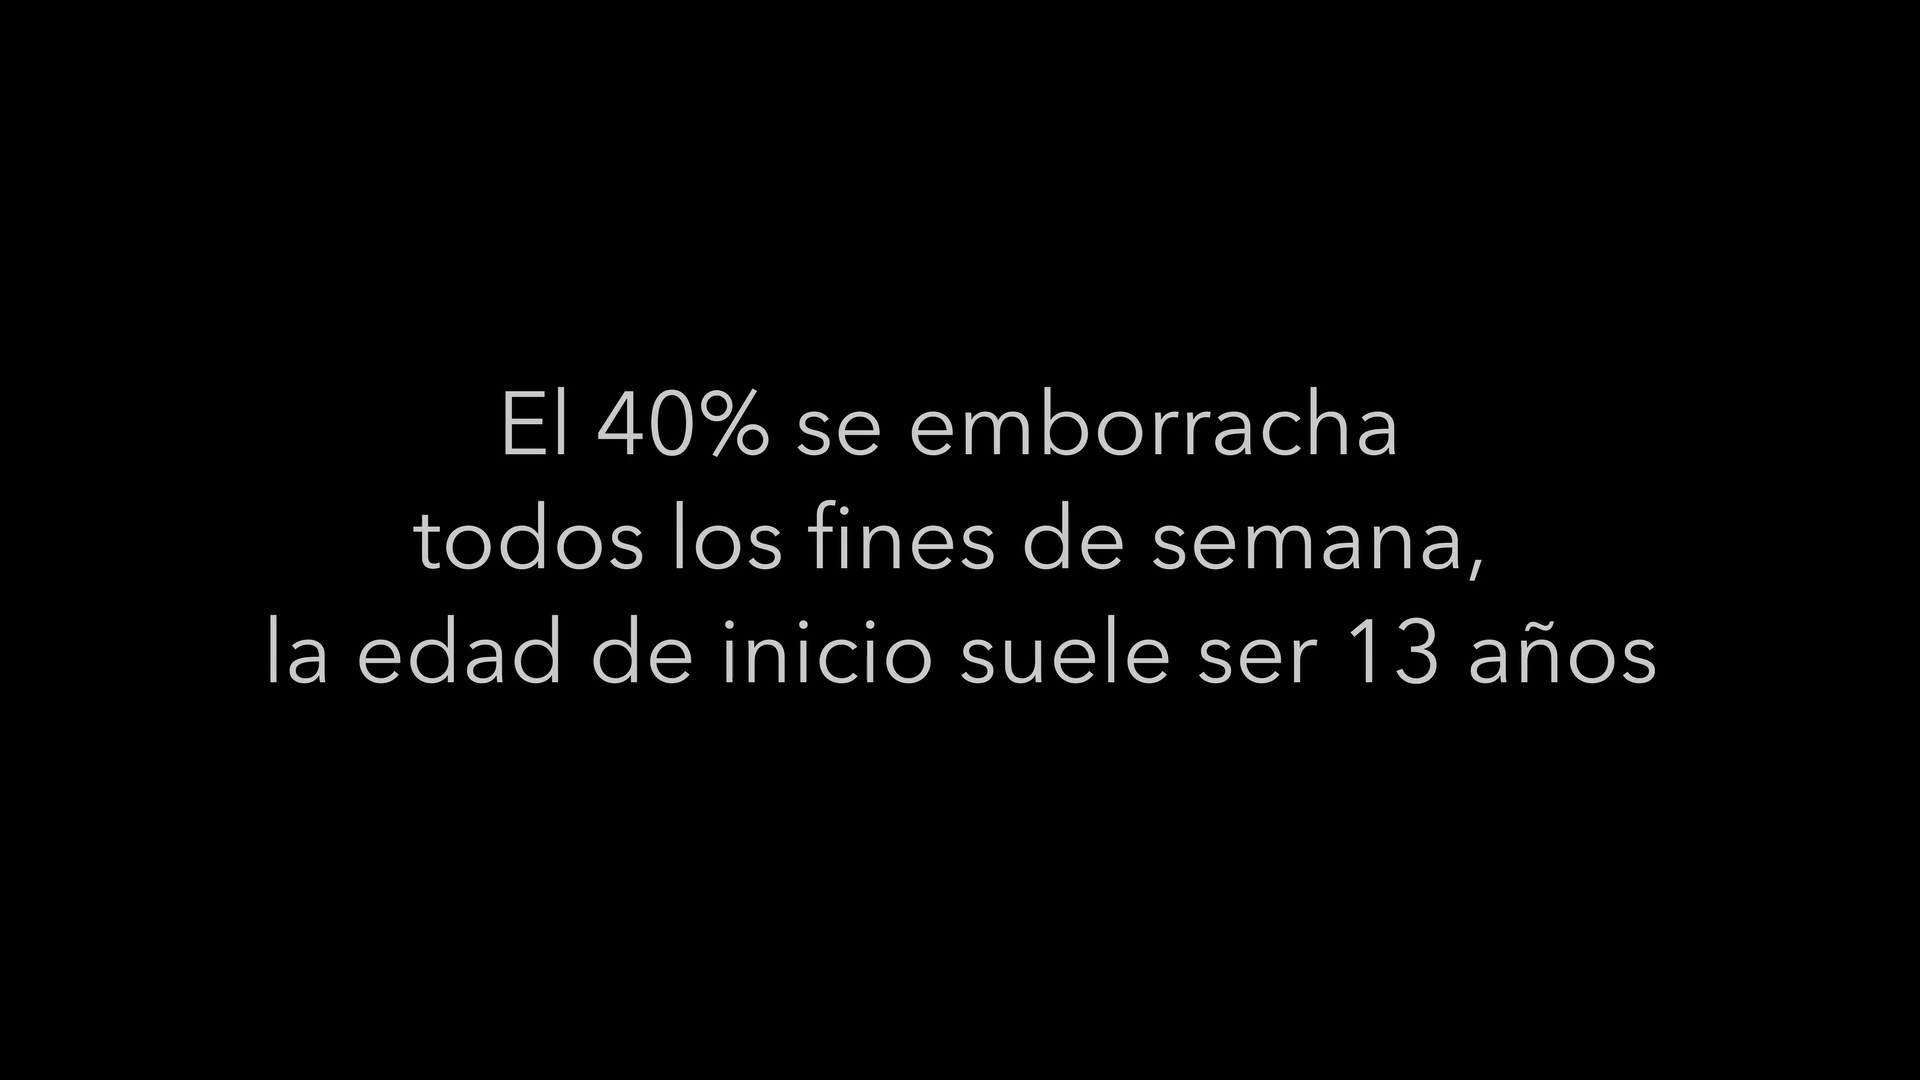 El 40% se emborracha
todos los fines de semana,
la edad de inicio suele ser 13 años